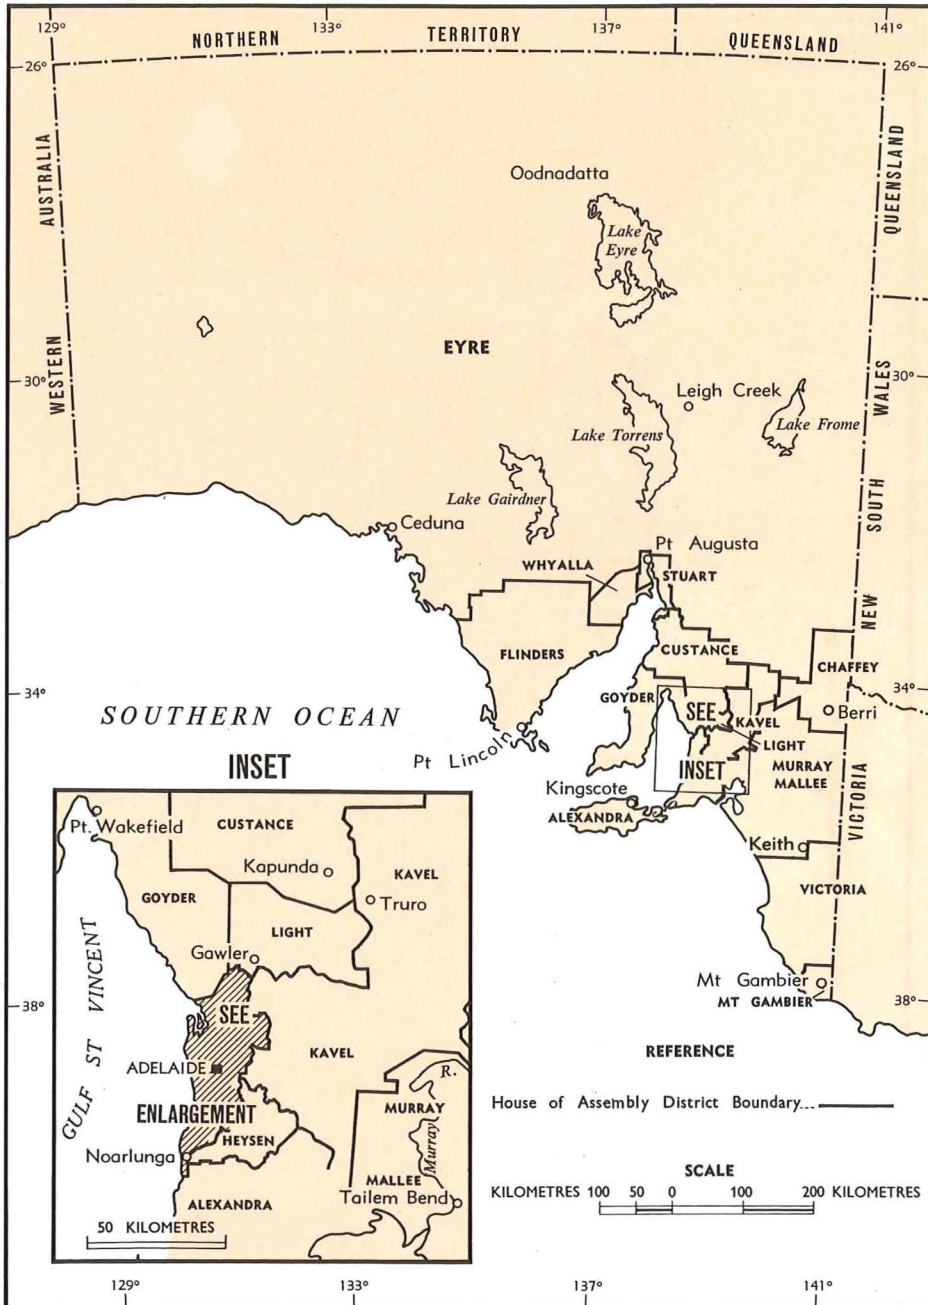 129° 133° 137° 141°
NORTHERN TERRITORY QUEENSLAND
26° 26°
AUSTRALIA
WESTERN
QUEENSLAND
Oodnadatta
Lake
Eyre
EYRE
30° 30°
Leigh Creek
Lake Frome
Lake Torrens
Lake Gairdner
NEW SOUTH WALES
Ceduna
Pt Augusta
WHYALLA
STUART
FLINDERS
CUSTANCE
CHAFFEY
34° 34°
GOYDER
SEE
INSET
KAVEL
LIGHT
Berri
MURRAY
MALLEE
SOUTHERN OCEAN
Pt Lincoln
Kingscote
ALEXANDRA
VICTORIA
Keith
VICTORIA
Mt Gambier
MT GAMBIER
38° 38°
INSET
Pt. Wakefield
CUSTANCE
Kapunda
KAVEL
Truro
GOYDER
LIGHT
Gawler
GULF ST VINCENT
SEE
ADELAIDE
ENLARGEMENT
KAVEL
HEYSEN
R.
Murray
MURRAY
MALLEE
Noarlunga
ALEXANDRA
Tailem Bend
50 KILOMETRES
REFERENCE
House of Assembly District Boundary...
SCALE
KILOMETRES 100 50 0 100 200 KILOMETRES
129° 133° 137° 141°